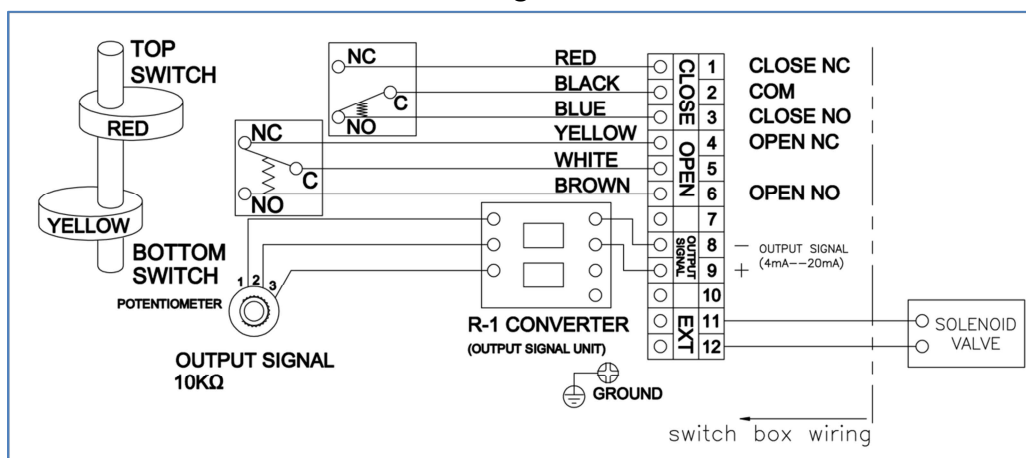 TOP
SWITCH
RED
YELLOW
BOTTOM
SWITCH
NC
C
NO
NC
C
NO
RED
BLACK
BLUE
YELLOW
WHITE
BROWN
CLOSE
OPEN
OUTPUT
SIGNAL
EXT
1 CLOSE NC
2 COM
3 CLOSE NO
4 OPEN NC
5
6 OPEN NO
7
8 — OUTPUT SIGNAL
9 + (4mA--20mA)
10
11
12
1 2 3
POTENTIOMETER
OUTPUT SIGNAL
10KΩ
R-1 CONVERTER
(OUTPUT SIGNAL UNIT)
GROUND
SOLENOID
VALVE
switch box wiring